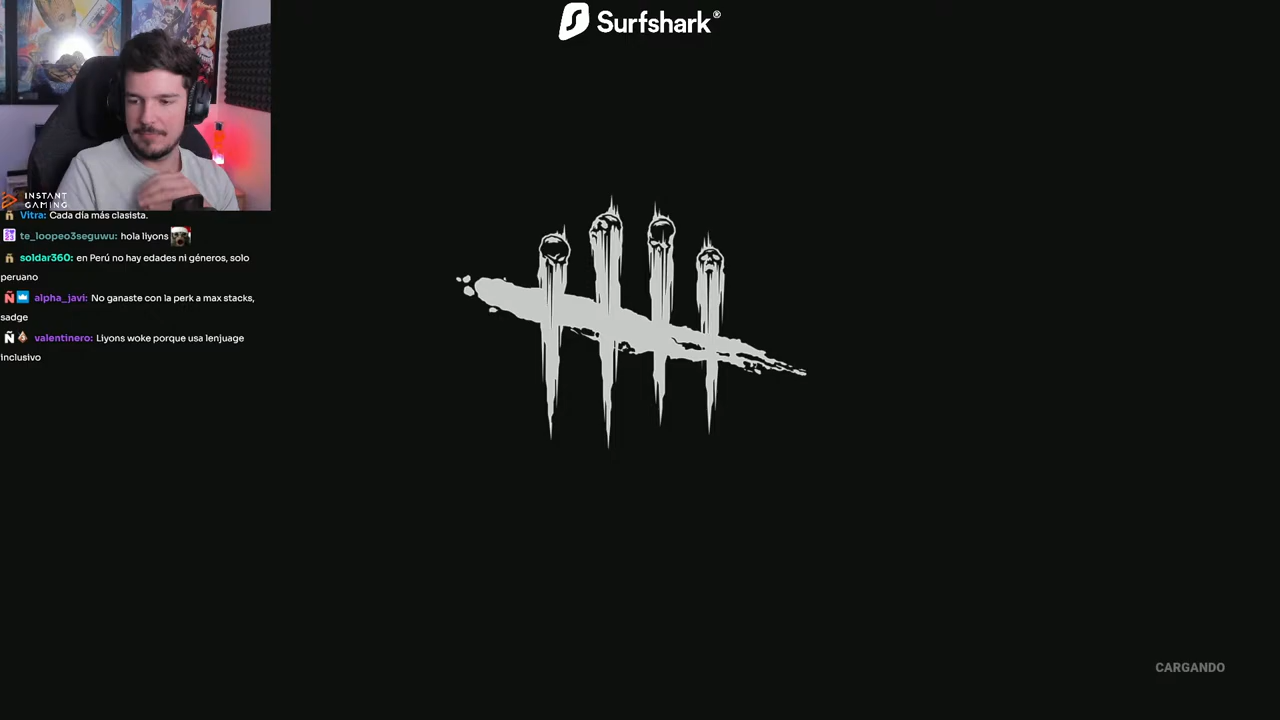 Surfshark®
INSTANT
GAMING
Vitra: Cada día más clasista.
te_loopeo3seguwu: hola liyons
soldar360: en Perú no hay edades ni géneros, solo
peruano
alpha_javi: No ganaste con la perk a max stacks,
sadge
valentinero: Liyons woke porque usa lenjuage
inclusivo
CARGANDO